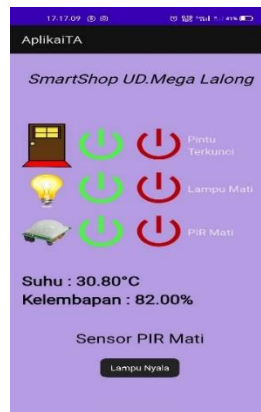 17.17.09
41%
AplikaiTA
SmartShop UD.Mega Lalong
Pintu
Terkunci
Lampu Mati
PIR Mati
Suhu : 30.80°C
Kelembapan : 82.00%
Sensor PIR Mati
Lampu Nyala